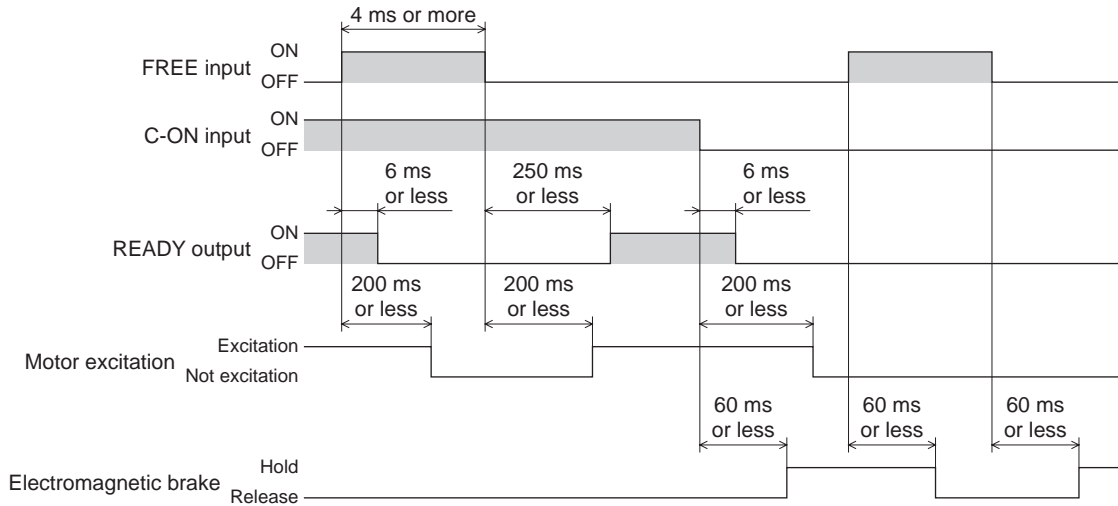 4 ms or more
ON
FREE input
OFF
ON
C-ON input
OFF
6 ms
or less
250 ms
or less
6 ms
or less
ON
READY output
OFF
200 ms
or less
200 ms
or less
200 ms
or less
Excitation
Motor excitation
Not excitation
60 ms
or less
60 ms
or less
60 ms
or less
Hold
Electromagnetic brake
Release